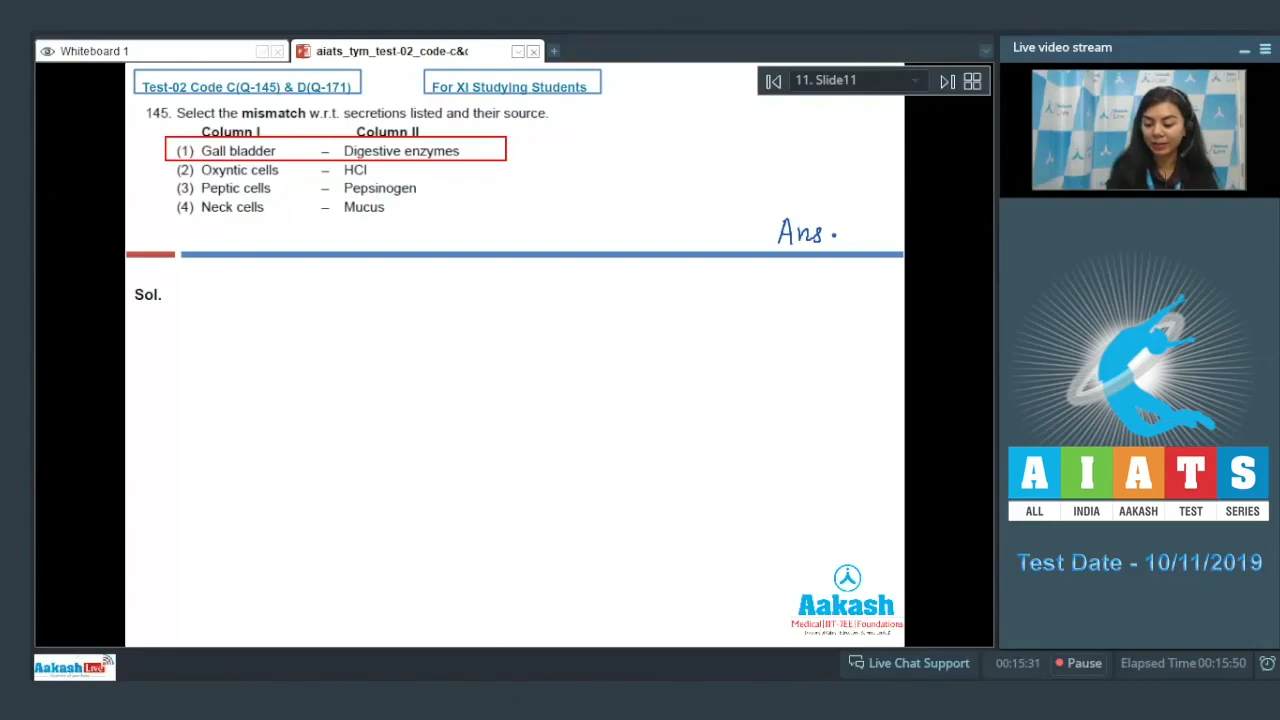 Whiteboard 1
aiats_tym_test-02_code-c&c
Live video stream
Test-02 Code C(Q-145) & D(Q-171)
For XI Studying Students
11. Slide11
145. Select the mismatch w.r.t. secretions listed and their source.
Column I Column II
(1) Gall bladder – Digestive enzymes
(2) Oxyntic cells – HCl
(3) Peptic cells – Pepsinogen
(4) Neck cells – Mucus
Ans.
Sol.
A I A T S
ALL INDIA AAKASH TEST SERIES
Test Date - 10/11/2019
Aakash
Medical|IIT-JEE|Foundations
Aakash Live
Live Chat Support
00:15:31
Pause
Elapsed Time 00:15:50